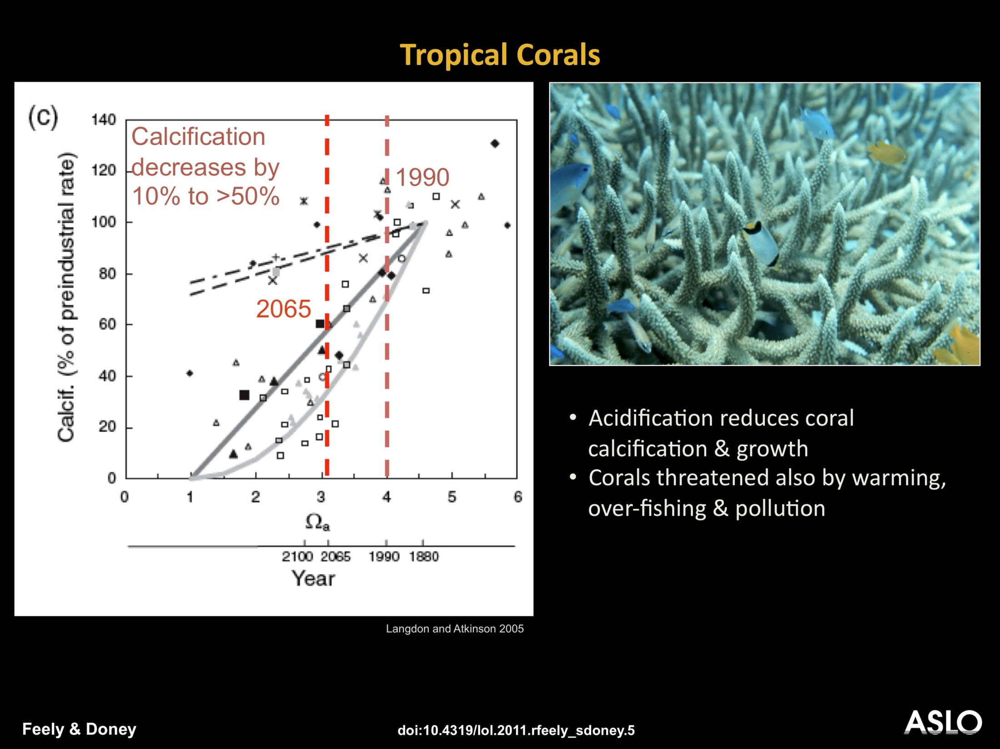 Tropical Corals
(c)
Calcif. (% of preindustrial rate)
140
120
100
80
60
40
20
0
Calcification
decreases by
10% to >50%
1990
2065
0 1 2 3 4 5 6
Ωa
2100 2065 1990 1880
Year
Langdon and Atkinson 2005
• Acidification reduces coral
calcification & growth
• Corals threatened also by warming,
over-fishing & pollution
Feely & Doney
doi:10.4319/lol.2011.rfeely_sdoney.5
ASLO